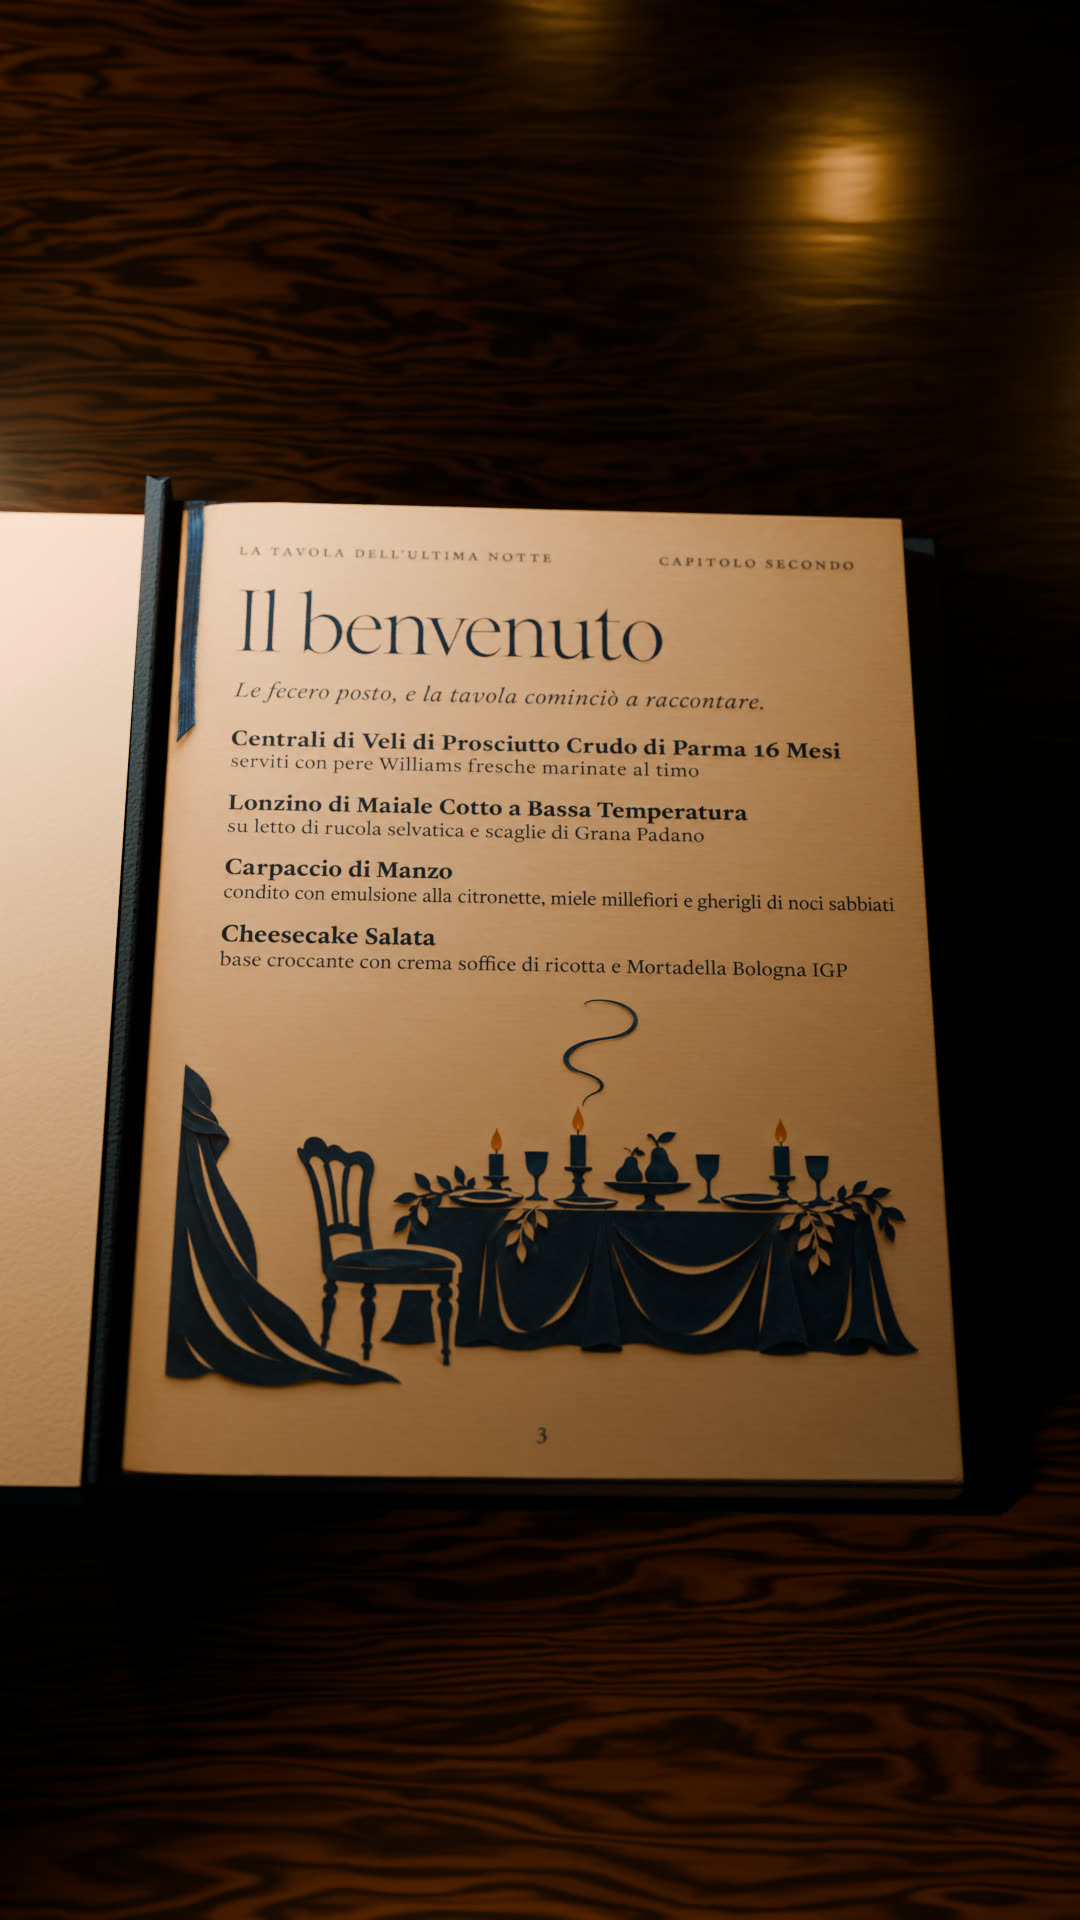 LA TAVOLA DELL'ULTIMA NOTTE
CAPITOLO SECONDO
Il benvenuto
Le fecero posto, e la tavola cominciò a raccontare.
Centrali di Veli di Prosciutto Crudo di Parma 16 Mesi
serviti con pere Williams fresche marinate al timo
Lonzino di Maiale Cotto a Bassa Temperatura
su letto di rucola selvatica e scaglie di Grana Padano
Carpaccio di Manzo
condito con emulsione alla citronette, miele millefiori e gherigli di noci sabbiati
Cheesecake Salata
base croccante con crema soffice di ricotta e Mortadella Bologna IGP
3